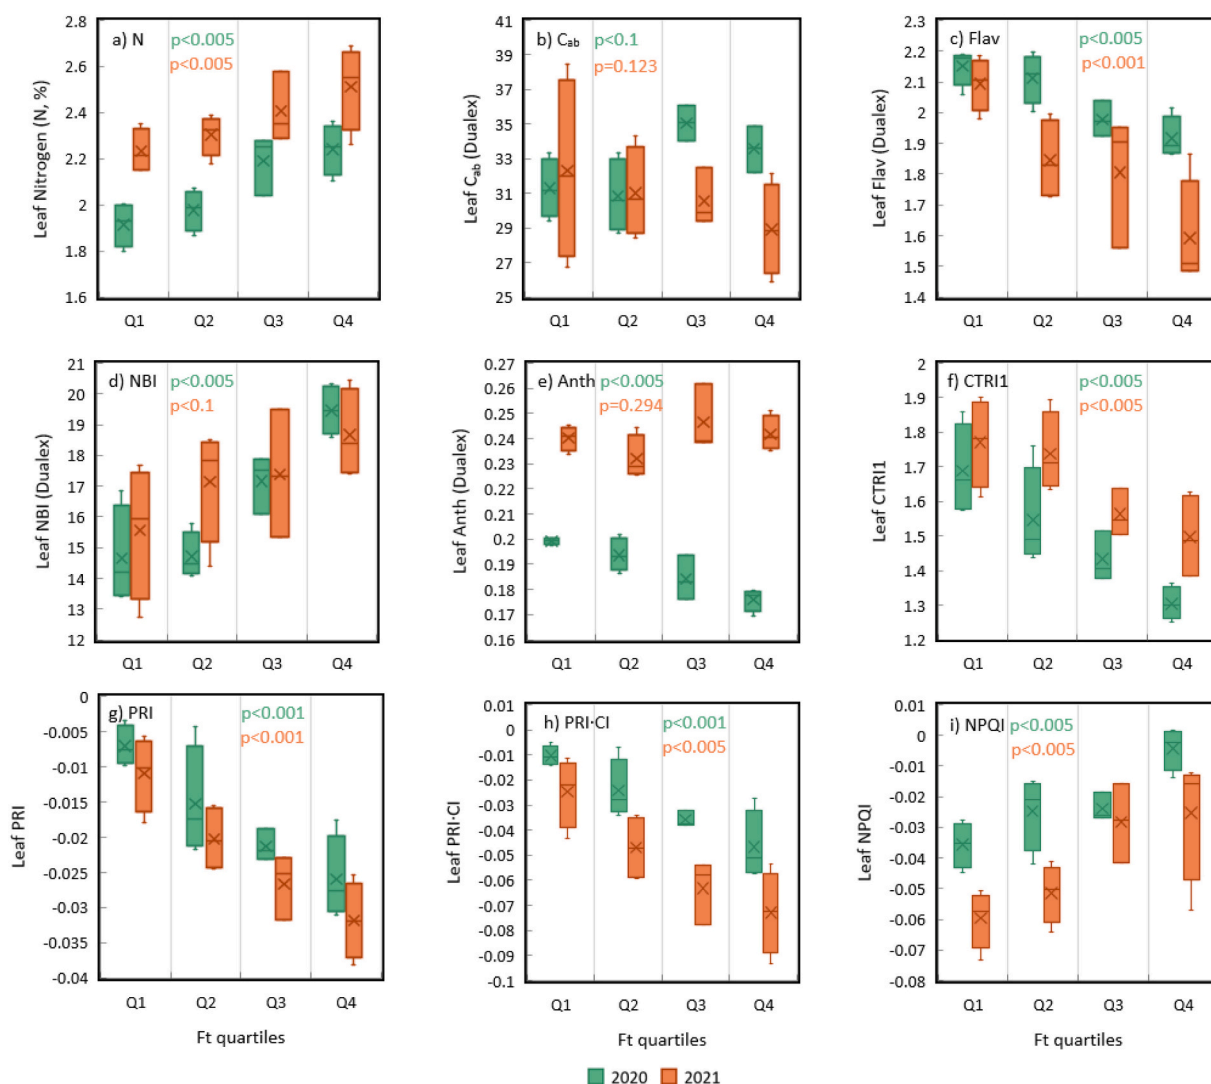 a) N
p<0.005
p<0.005
Leaf Nitrogen (N, %)
2.8
2.6
2.4
2.2
2
1.8
1.6
Q1 Q2 Q3 Q4
b) Cab
p<0.1
p=0.123
Leaf Cab (Dualex)
41
39
37
35
33
31
29
27
25
Q1 Q2 Q3 Q4
c) Flav
p<0.005
p<0.001
Leaf Flav (Dualex)
2.3
2.2
2.1
2.0
1.9
1.8
1.7
1.6
1.5
1.4
Q1 Q2 Q3 Q4
d) NBI
p<0.005
p<0.1
Leaf NBI (Dualex)
21
20
19
18
17
16
15
14
13
12
Q1 Q2 Q3 Q4
e) Anth
p<0.005
p=0.294
Leaf Anth (Dualex)
0.27
0.26
0.25
0.24
0.23
0.22
0.2
0.19
0.18
0.17
0.16
Q1 Q2 Q3 Q4
f) CTRI1
p<0.005
p<0.005
Leaf CTRI1
2
1.9
1.8
1.7
1.6
1.5
1.4
1.3
1.2
Q1 Q2 Q3 Q4
g) PRI
p<0.001
p<0.001
Leaf PRI
-0
-0.005
-0.01
-0.015
-0.02
-0.025
-0.03
-0.035
-0.04
Q1 Q2 Q3 Q4
Ft quartiles
h) PRI·CI
p<0.001
p<0.005
Leaf PRI·CI
0.01
0
-0.01
-0.02
-0.03
-0.04
-0.05
-0.06
-0.07
-0.08
-0.09
-0.1
Q1 Q2 Q3 Q4
Ft quartiles
i) NPQI
p<0.005
p<0.005
Leaf NPQI
0.01
0
-0.01
-0.02
-0.03
-0.04
-0.05
-0.06
-0.07
-0.08
Q1 Q2 Q3 Q4
Ft quartiles
2020 2021